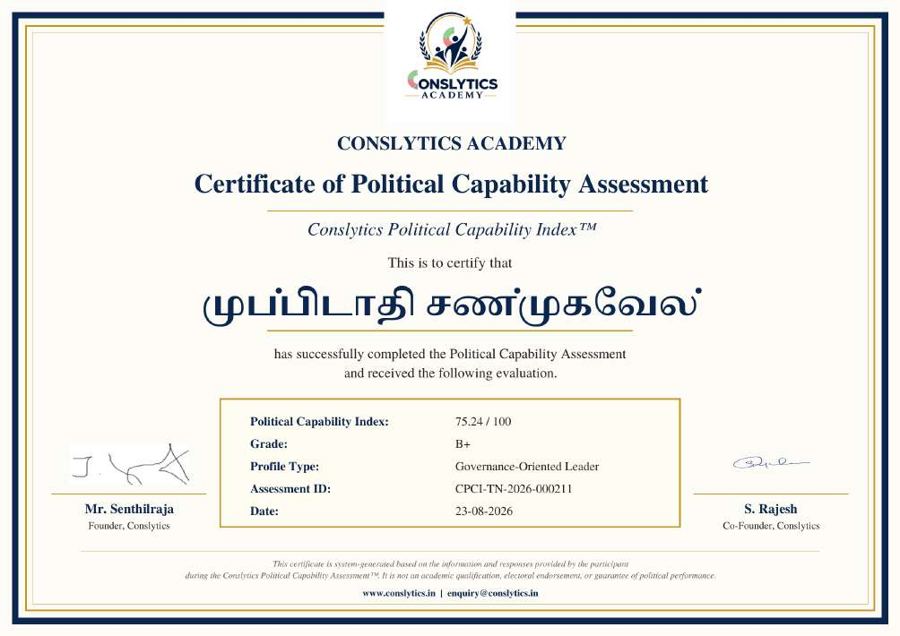 CONSLYTICS
ACADEMY
CONSLYTICS ACADEMY
Certificate of Political Capability Assessment
Conslytics Political Capability Index™
This is to certify that
முப்பிடாதி சண்முகவேல்
has successfully completed the Political Capability Assessment
and received the following evaluation.
Political Capability Index: 75.24 / 100
Grade: B+
Profile Type: Governance-Oriented Leader
Assessment ID: CPCI-TN-2026-000211
Date: 23-08-2026
Mr. Senthilraja
Founder, Conslytics
S. Rajesh
Co-Founder, Conslytics
This certificate is system-generated based on the information and responses provided by the participant
during the Conslytics Political Capability Assessment™. It is not an academic qualification, electoral endorsement, or guarantee of political performance.
www.conslytics.in | enquiry@conslytics.in